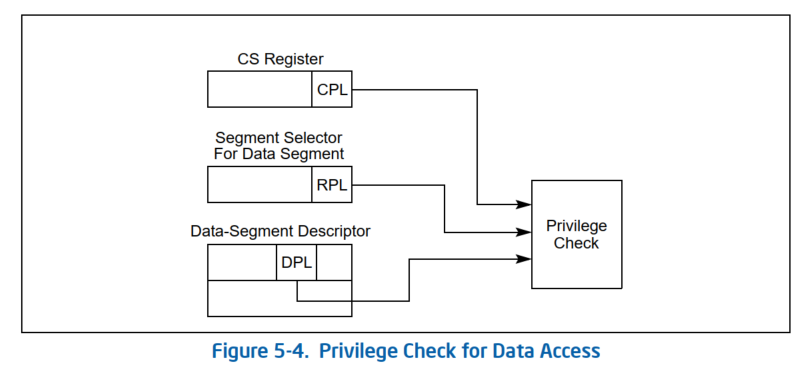 CS Register
CPL
Segment Selector
For Data Segment
RPL
Data-Segment Descriptor
DPL
Privilege
Check
Figure 5-4. Privilege Check for Data Access